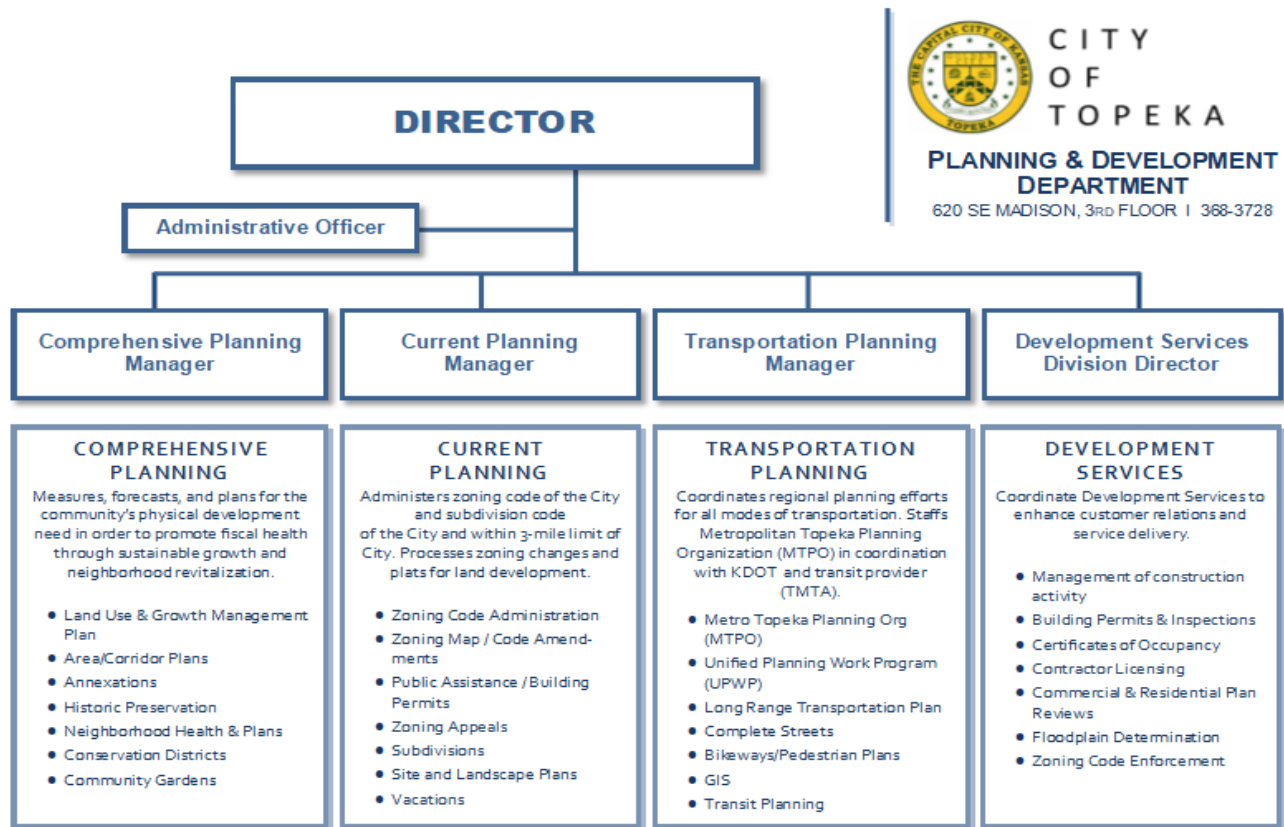 THE CAPITAL CITY OF KANSAS
TOPEKA
CITY
OF
TOPEKA
PLANNING & DEVELOPMENT
DEPARTMENT
620 SE MADISON, 3RD FLOOR | 368-3728
DIRECTOR
Administrative Officer
Comprehensive Planning
Manager
Current Planning
Manager
Transportation Planning
Manager
Development Services
Division Director
COMPREHENSIVE
PLANNING
Measures, forecasts, and plans for the
community's physical development
need in order to promote fiscal health
through sustainable growth and
neighborhood revitalization.
• Land Use & Growth Management
Plan
• Area/Corridor Plans
• Annexations
• Historic Preservation
• Neighborhood Health & Plans
• Conservation Districts
• Community Gardens
CURRENT
PLANNING
Administers zoning code of the City
and subdivision code
of the City and within 3-mile limit of
City. Processes zoning changes and
plats for land development.
• Zoning Code Administration
• Zoning Map / Code Amend-
ments
• Public Assistance / Building
Permits
• Zoning Appeals
• Subdivisions
• Site and Landscape Plans
• Vacations
TRANSPORTATION
PLANNING
Coordinates regional planning efforts
for all modes of transportation. Staffs
Metropolitan Topeka Planning
Organization (MTPO) in coordination
with KDOT and transit provider
(TMTA).
• Metro Topeka Planning Org
(MTPO)
• Unified Planning Work Program
(UPWP)
• Long Range Transportation Plan
• Complete Streets
• Bikeways/Pedestrian Plans
• GIS
• Transit Planning
DEVELOPMENT
SERVICES
Coordinate Development Services to
enhance customer relations and
service delivery.
• Management of construction
activity
• Building Permits & Inspections
• Certificates of Occupancy
• Contractor Licensing
• Commercial & Residential Plan
Reviews
• Floodplain Determination
• Zoning Code Enforcement